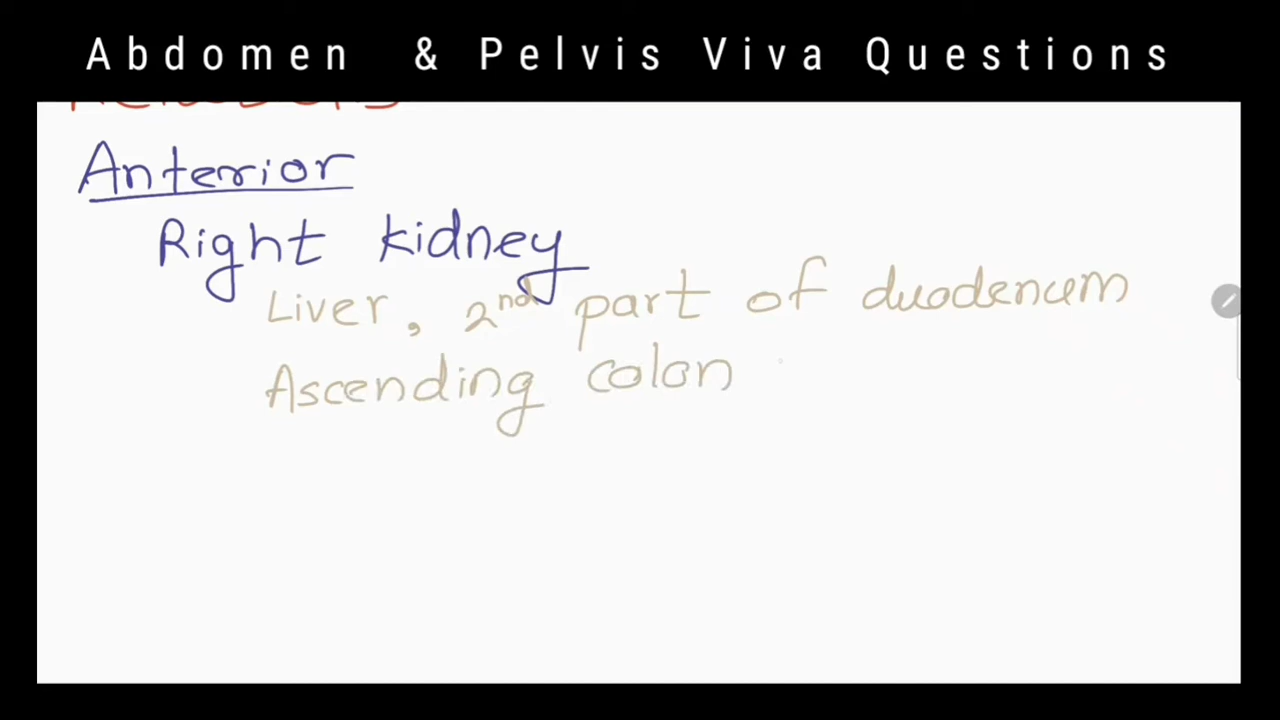 Abdomen & Pelvis Viva Questions
Anterior
Right kidney
Liver, 2nd part of duodenum
Ascending colon